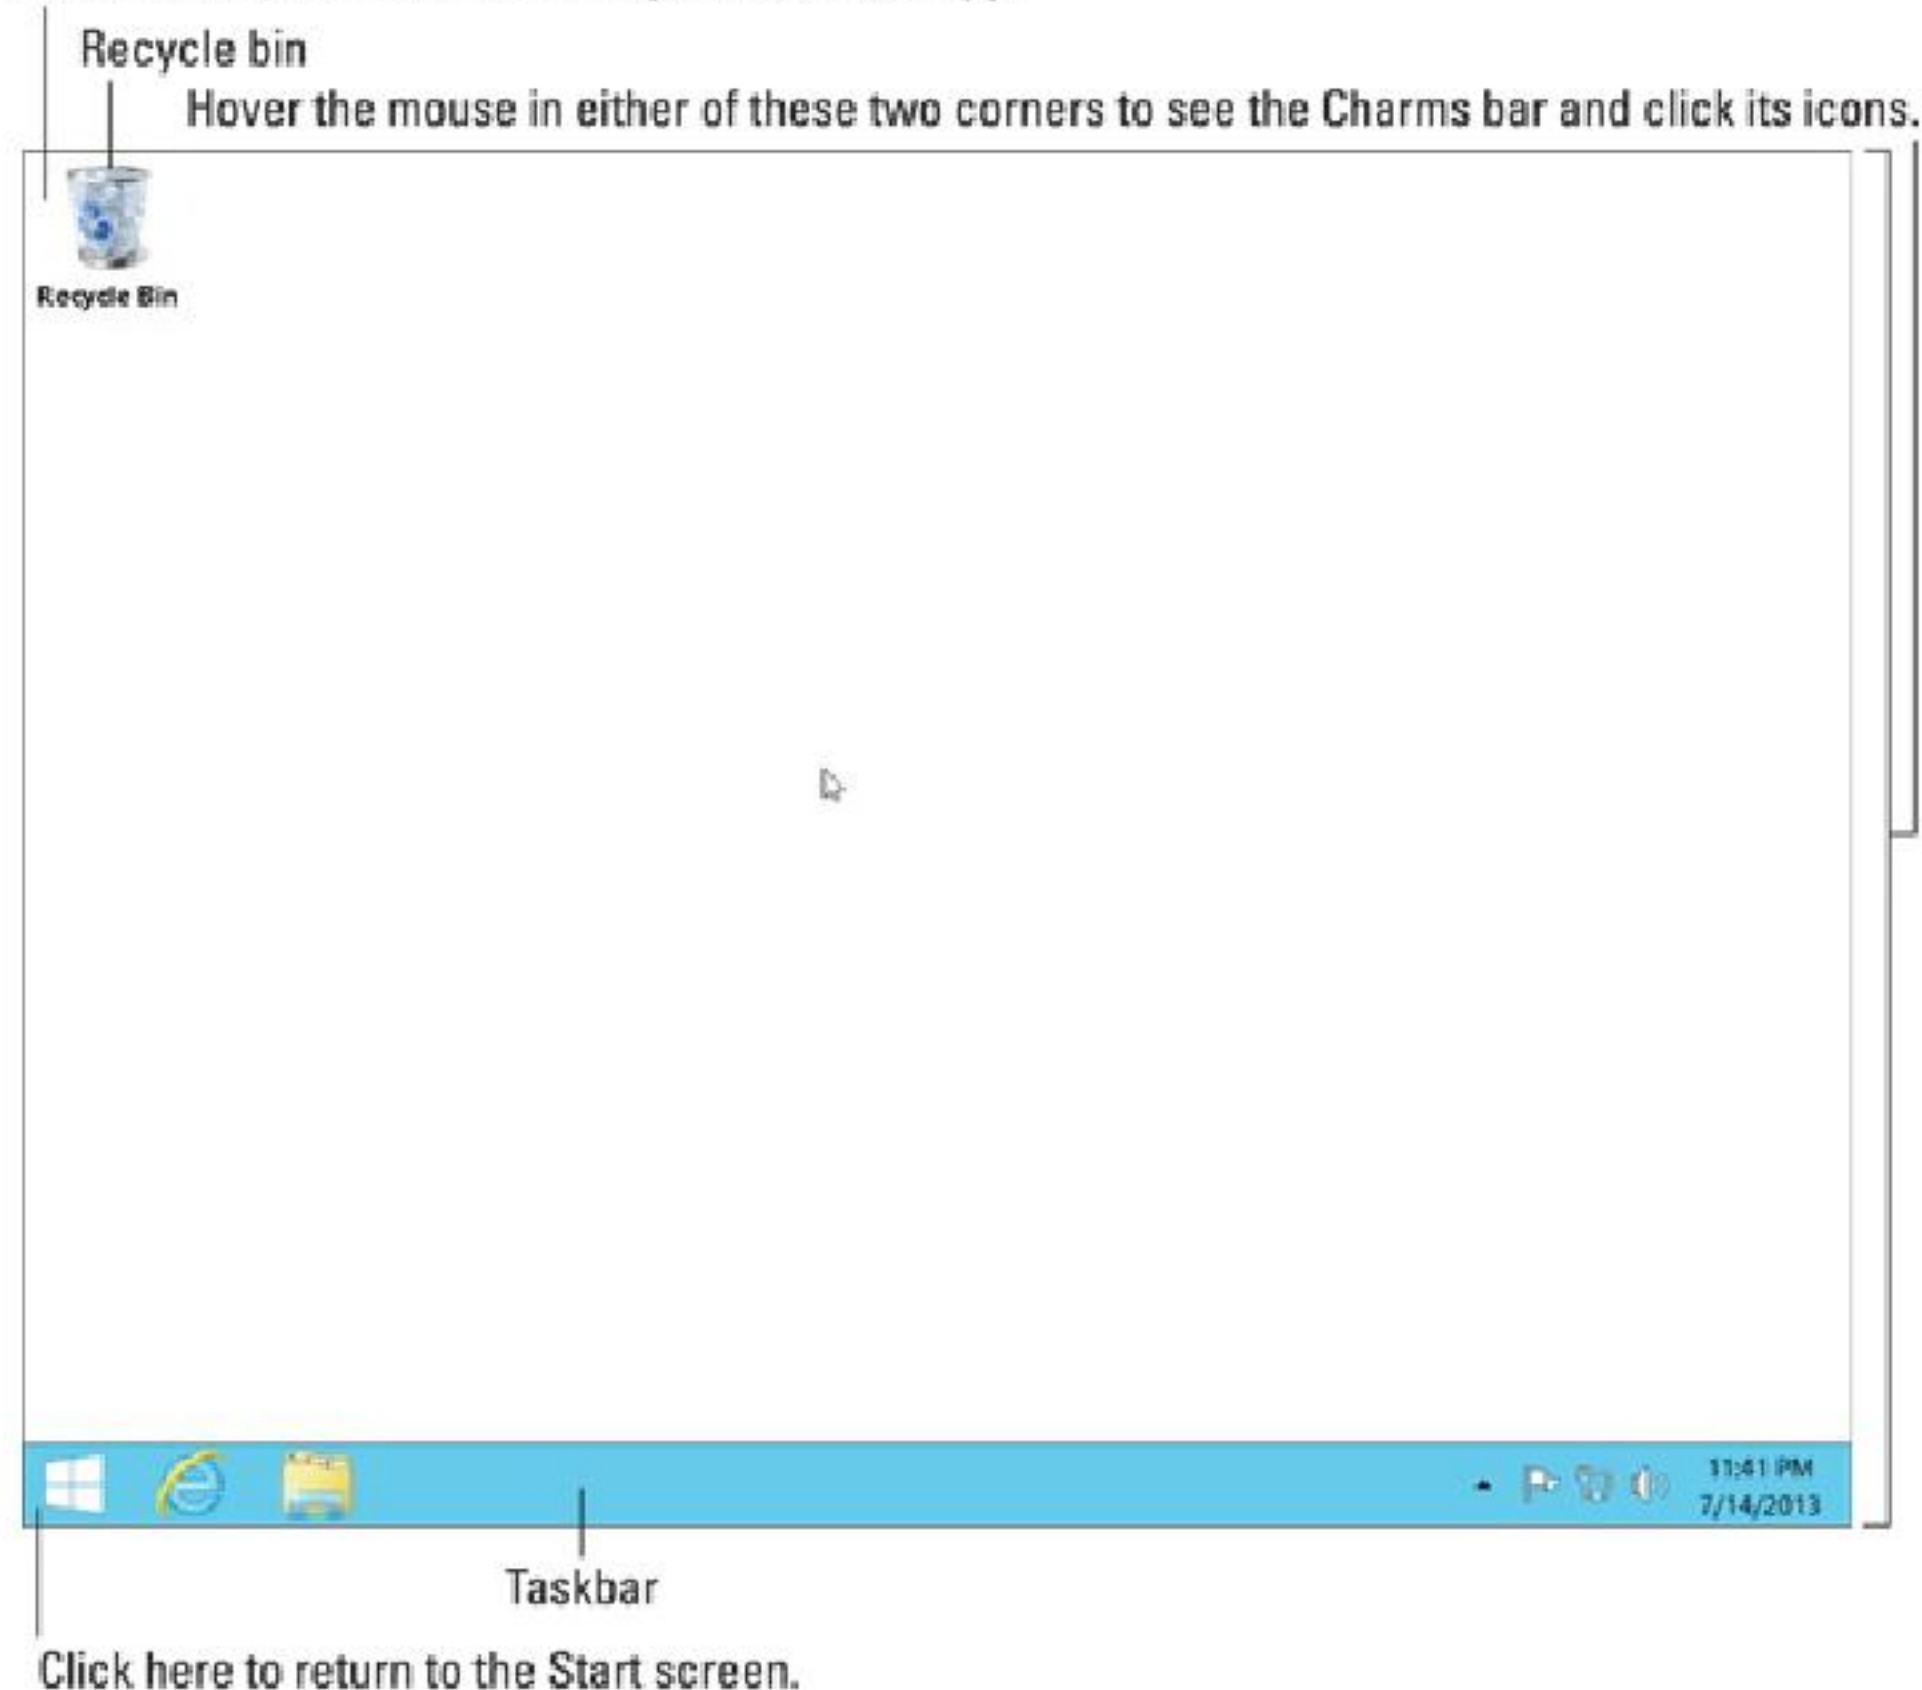 Recycle bin
Hover the mouse in either of these two corners to see the Charms bar and click its icons.
Recycle Bin
11:41 PM
7/14/2013
Taskbar
Click here to return to the Start screen.